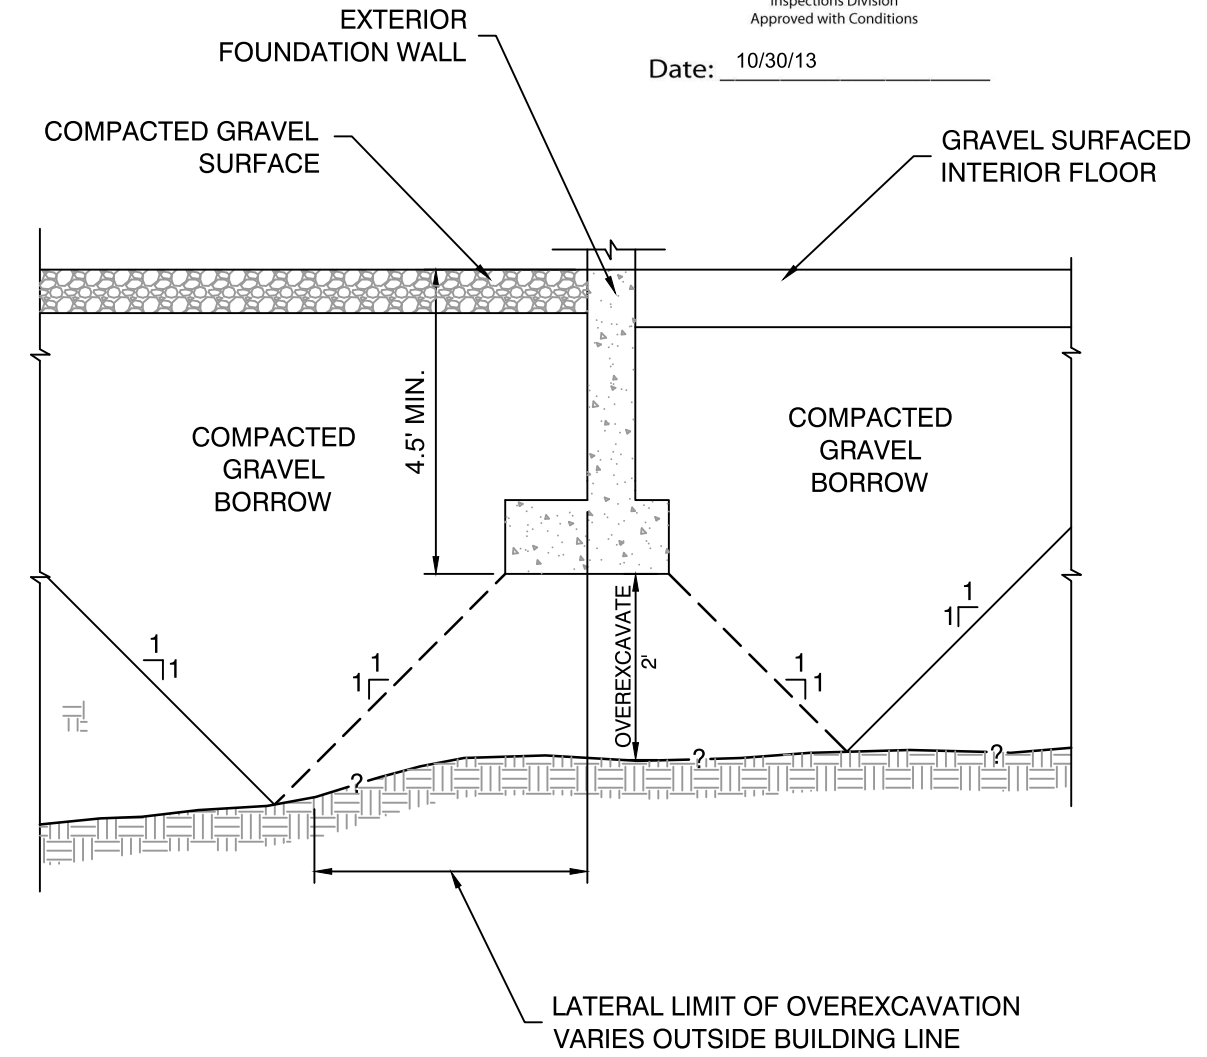 Inspections Division
Approved with Conditions
Date: 10/30/13
EXTERIOR
FOUNDATION WALL
COMPACTED GRAVEL
SURFACE
GRAVEL SURFACED
INTERIOR FLOOR
4.5' MIN.
COMPACTED
GRAVEL
BORROW
COMPACTED
GRAVEL
BORROW
OVEREXCAVATE
2'
1
1
1
1
1
1
1
1
?
?
?
LATERAL LIMIT OF OVEREXCAVATION
VARIES OUTSIDE BUILDING LINE